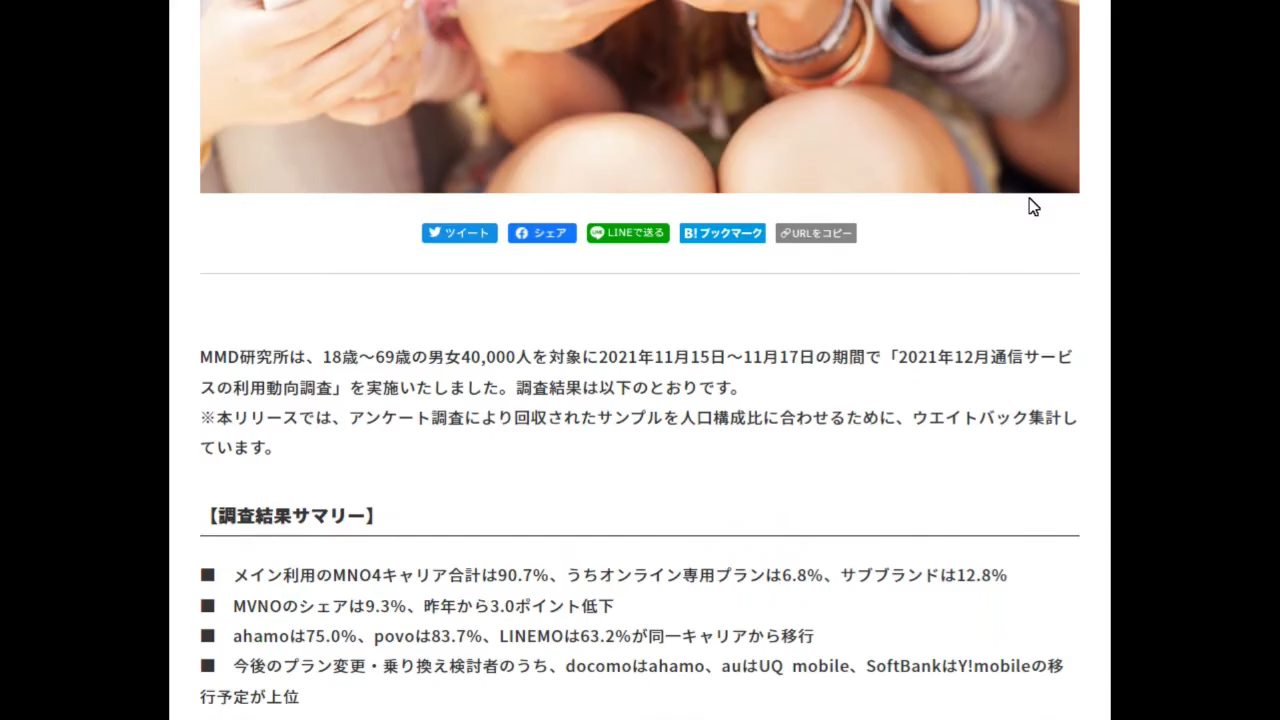 ツイート シェア LINEで送る B!ブックマーク URLをコピー
MMD研究所は、18歳～69歳の男女40,000人を対象に2021年11月15日～11月17日の期間で「2021年12月通信サービ
スの利用動向調査」を実施いたしました。調査結果は以下のとおりです。
※本リリースでは、アンケート調査により回収されたサンプルを人口構成比に合わせるために、ウエイトバック集計し
ています。
【調査結果サマリー】
■ メイン利用のMNO4キャリア合計は90.7%、うちオンライン専用プランは6.8%、サブブランドは12.8%
■ MVNOのシェアは9.3%、昨年から3.0ポイント低下
■ ahamoは75.0%、povoは83.7%、LINEMOは63.2%が同一キャリアから移行
■ 今後のプラン変更・乗り換え検討者のうち、docomoはahamo、auはUQ mobile、SoftBankはY!mobileの移
行予定が上位